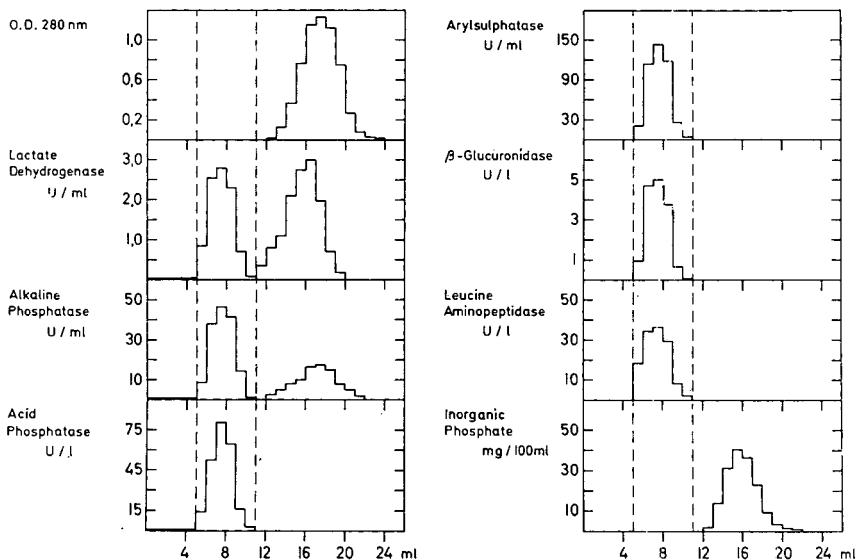 O.D. 280 nm
1,0
0,6
0,2
Lactate
Dehydrogenase
U/ml
3,0
2,0
1,0
Alkaline
Phosphatase
U/ml
50
30
10
Acid
Phosphatase
U/l
75
45
15
4 8 12 16 20 24 ml
Arylsulphatase
U/ml
150
90
30
β-Glucuronidase
U/l
5
3
1
Leucine
Aminopeptidase
U/l
50
30
10
Inorganic
Phosphate
mg/100ml
50
30
10
4 8 12 16 20 24 ml